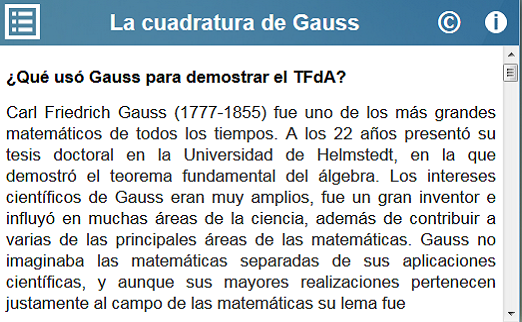 La cuadratura de Gauss
©
i
¿Qué usó Gauss para demostrar el TFdA?
Carl Friedrich Gauss (1777-1855) fue uno de los más grandes
matemáticos de todos los tiempos. A los 22 años presentó su
tesis doctoral en la Universidad de Helmstedt, en la que
demostró el teorema fundamental del álgebra. Los intereses
científicos de Gauss eran muy amplios, fue un gran inventor e
influyó en muchas áreas de la ciencia, además de contribuir a
varias de las principales áreas de las matemáticas. Gauss no
imaginaba las matemáticas separadas de sus aplicaciones
científicas, y aunque sus mayores realizaciones pertenecen
justamente al campo de las matemáticas su lema fue